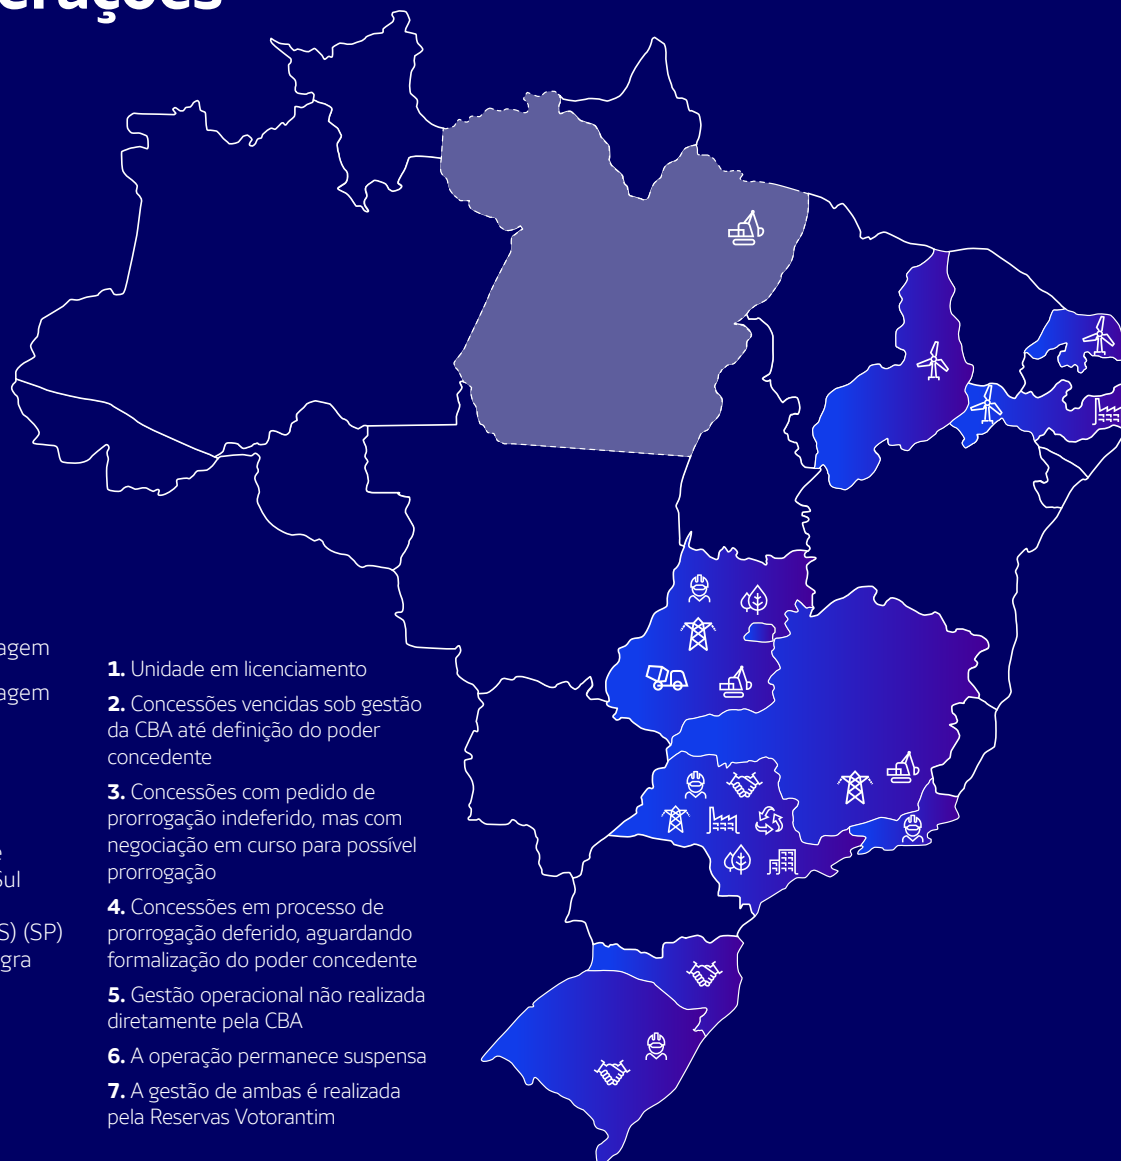 erações
agem
agem
Sul
S) (SP)
gra
1. Unidade em licenciamento
2. Concessões vencidas sob gestão
da CBA até definição do poder
concedente
3. Concessões com pedido de
prorrogação indeferido, mas com
negociação em curso para possível
prorrogação
4. Concessões em processo de
prorrogação deferido, aguardando
formalização do poder concedente
5. Gestão operacional não realizada
diretamente pela CBA
6. A operação permanece suspensa
7. A gestão de ambas é realizada
pela Reservas Votorantim